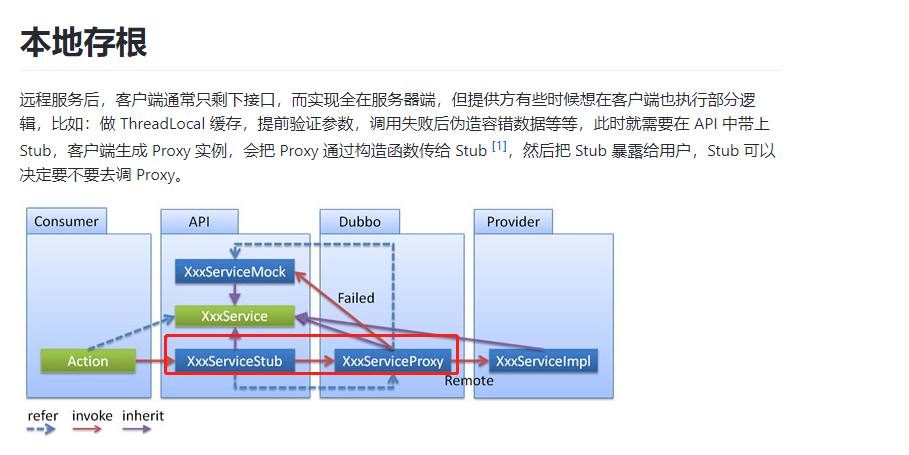 本地存根
远程服务后，客户端通常只剩下接口，而实现全在服务器端，但提供方有些时候想在客户端也执行部分逻
辑，比如：做 ThreadLocal 缓存，提前验证参数，调用失败后伪造容错数据等等，此时就需要在 API 中带上
Stub，客户端生成 Proxy 实例，会把 Proxy 通过构造函数传给 Stub [1]，然后把 Stub 暴露给用户，Stub 可以
决定要不要去调 Proxy。
Consumer
API
Dubbo
Provider
XxxServiceMock
Failed
XxxService
Action
XxxServiceStub
XxxServiceProxy
XxxServiceImpl
Remote
refer
invoke
inherit